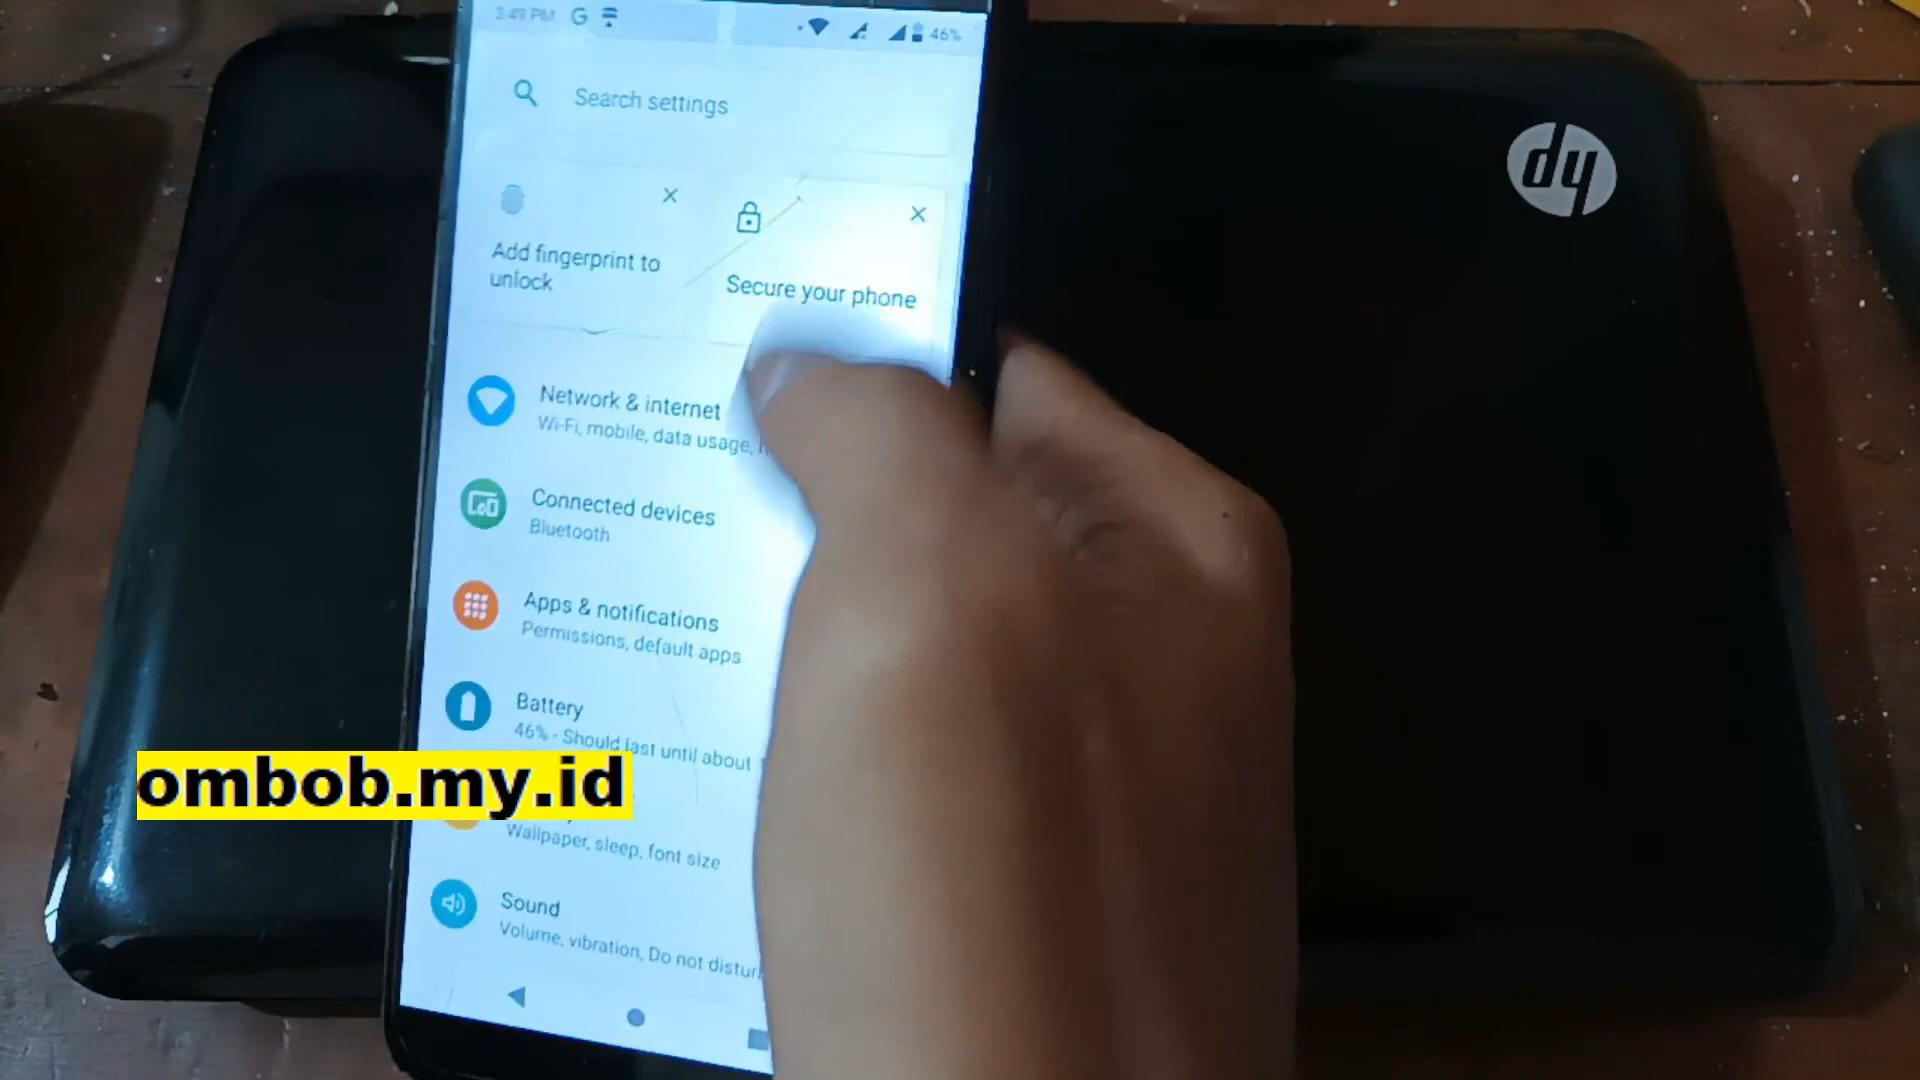 3:49 PM G 46%
Search settings
Add fingerprint to
unlock
Secure your phone
Network & internet
Wi-Fi, mobile, data usage,
Connected devices
Bluetooth
Apps & notifications
Permissions, default apps
Battery
46% - Should last until about
ombob.my.id
Wallpaper, sleep, font size
Sound
Volume, vibration, Do not distur
hp